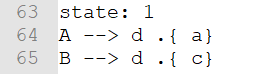 63 state: 1
64 A --> d .{ a}
65 B --> d .{ c}